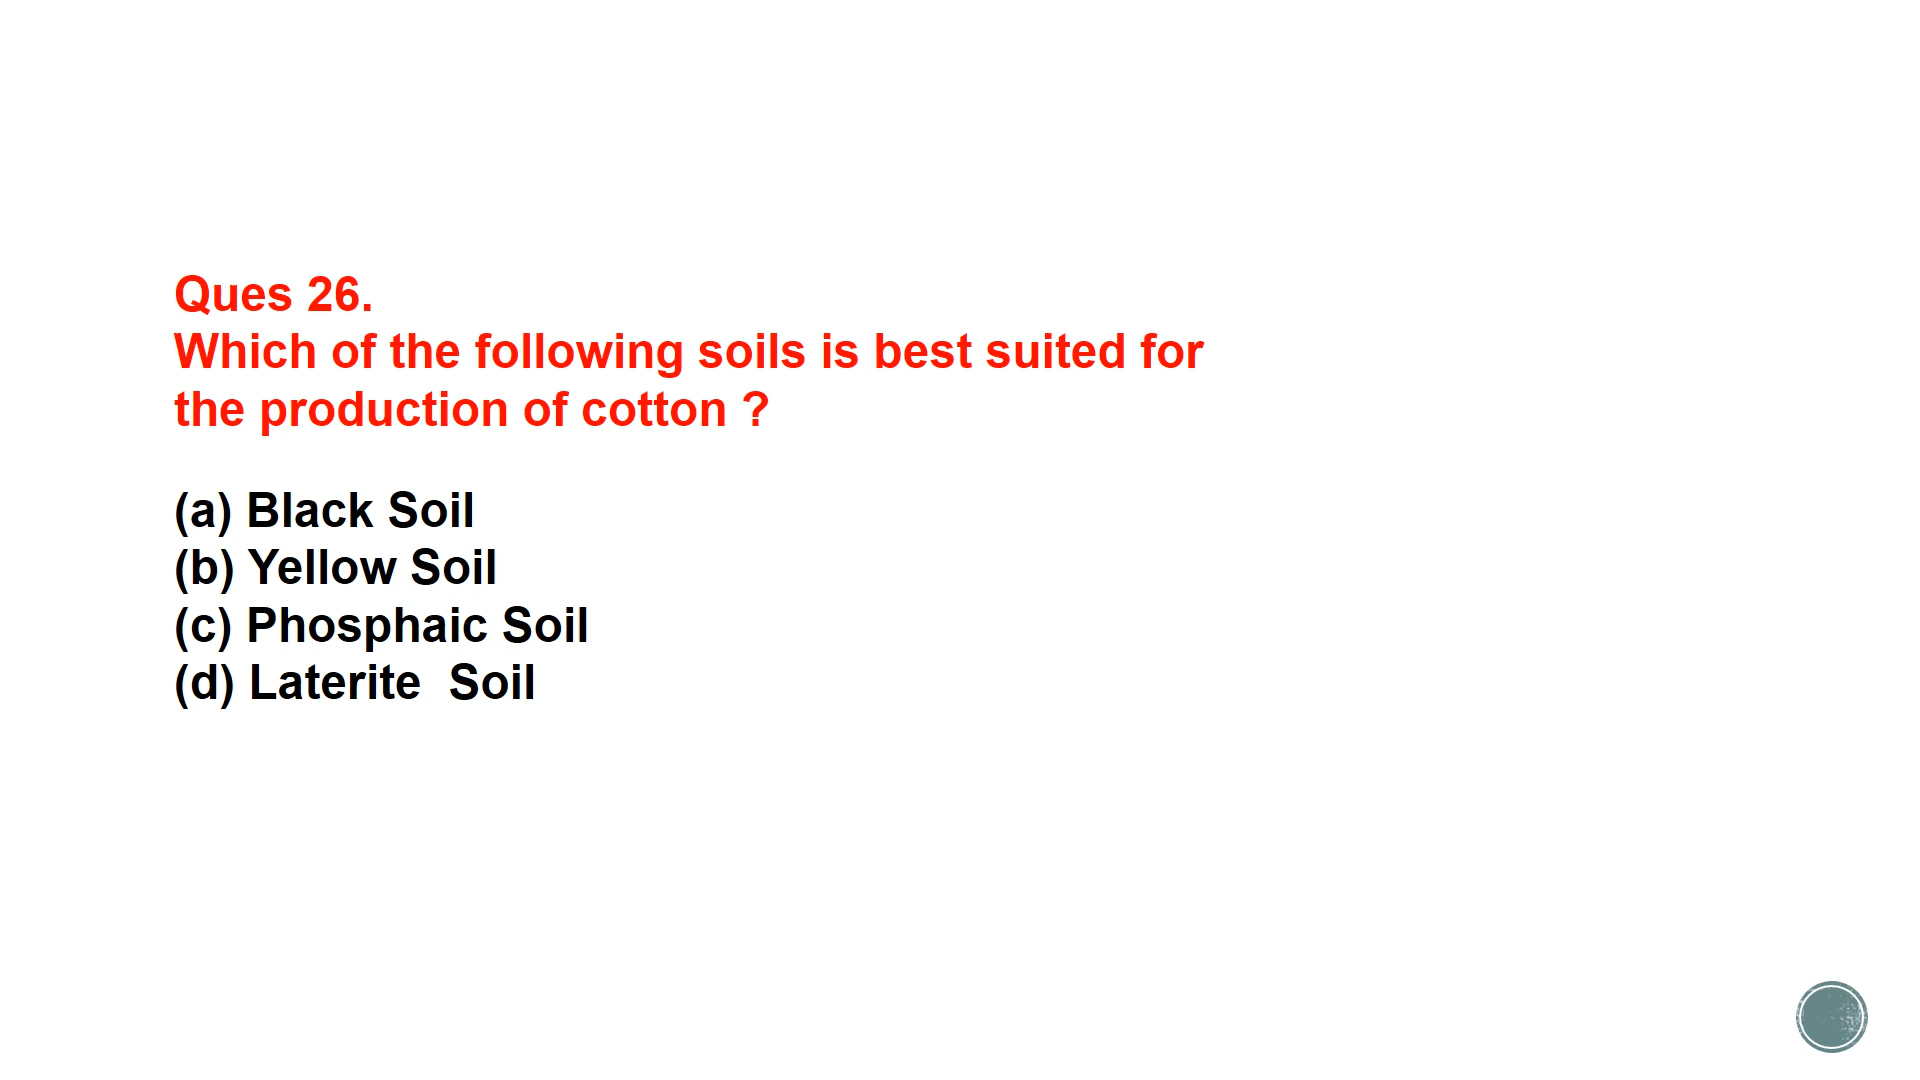 Ques 26.
Which of the following soils is best suited for
the production of cotton ?
(a) Black Soil
(b) Yellow Soil
(c) Phosphaic Soil
(d) Laterite  Soil